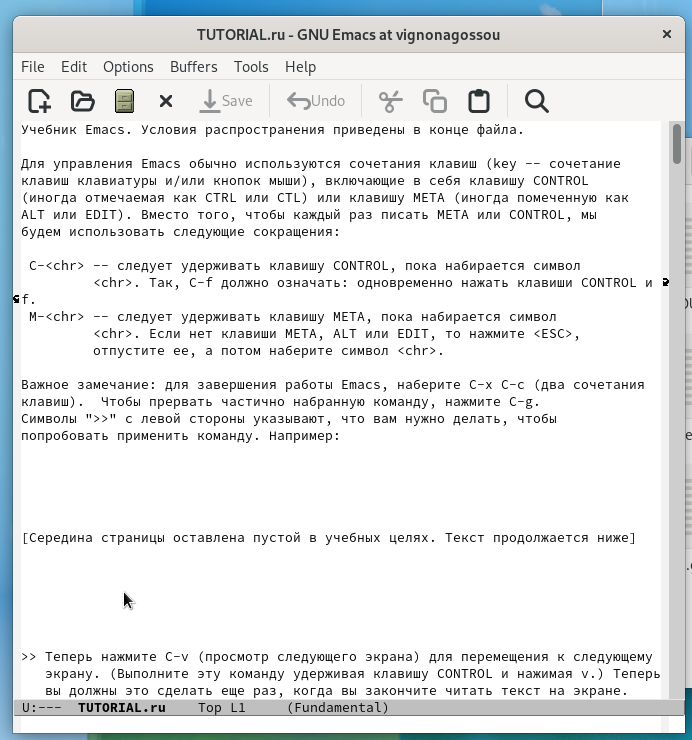 TUTORIAL.ru - GNU Emacs at vignonagossou
File Edit Options Buffers Tools Help
Save Undo
Учебник Emacs. Условия распространения приведены в конце файла.
Для управления Emacs обычно используются сочетания клавиш (key -- сочетание
клавиш клавиатуры и/или кнопок мыши), включающие в себя клавишу CONTROL
(иногда отмечаемая как CTRL или CTL) или клавишу META (иногда помеченную как
ALT или EDIT). Вместо того, чтобы каждый раз писать META или CONTROL, мы
будем использовать следующие сокращения:
C-<chr> -- следует удерживать клавишу CONTROL, пока набирается символ
<chr>. Так, C-f должно означать: одновременно нажать клавиши CONTROL и
f.
M-<chr> -- следует удерживать клавишу META, пока набирается символ
<chr>. Если нет клавиши META, ALT или EDIT, то нажмите <ESC>,
отпустите ее, а потом наберите символ <chr>.
Важное замечание: для завершения работы Emacs, наберите C-x C-c (два сочетания
клавиш).  Чтобы прервать частично набранную команду, нажмите C-g.
Символы ">>" с левой стороны указывают, что вам нужно делать, чтобы
попробовать применить команду. Например:
[Середина страницы оставлена пустой в учебных целях. Текст продолжается ниже]
>> Теперь нажмите C-v (просмотр следующего экрана) для перемещения к следующему
экрану. (Выполните эту команду удерживая клавишу CONTROL и нажимая v.) Теперь
вы должны это сделать еще раз, когда вы закончите читать текст на экране.
U:--- TUTORIAL.ru Top L1 (Fundamental)